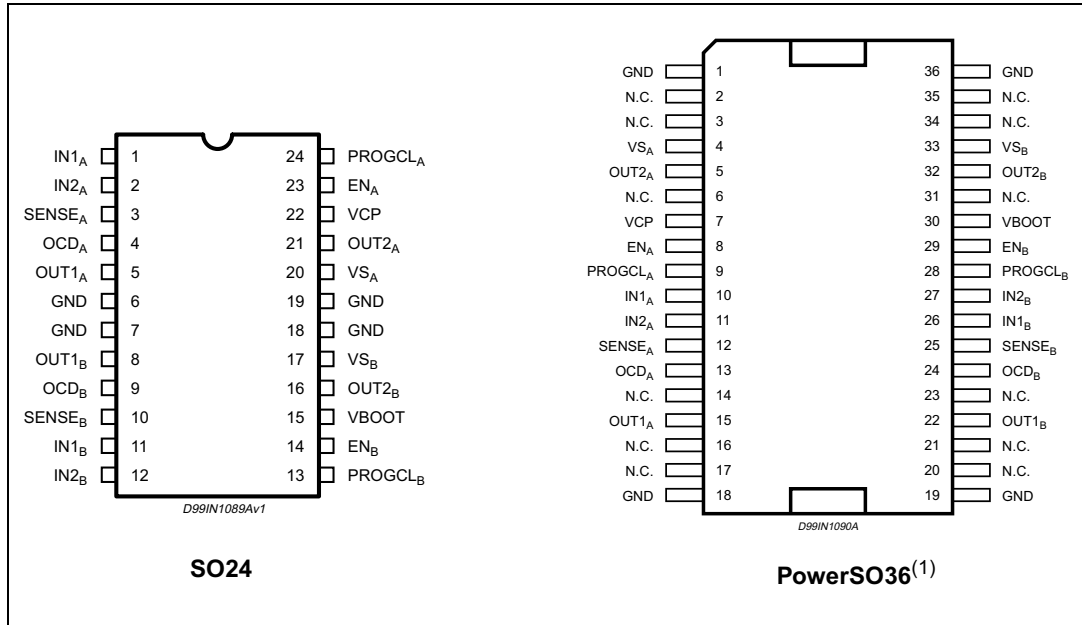 IN1A 1 24 PROGCLA
IN2A 2 23 ENA
SENSEA 3 22 VCP
OCDA 4 21 OUT2A
OUT1A 5 20 VSA
GND 6 19 GND
GND 7 18 GND
OUT1B 8 17 VSB
OCDB 9 16 OUT2B
SENSEB 10 15 VBOOT
IN1B 11 14 ENB
IN2B 12 13 PROGCLB
D99IN1089Av1
SO24
GND 1 36 GND
N.C. 2 35 N.C.
N.C. 3 34 N.C.
VSA 4 33 VSB
OUT2A 5 32 OUT2B
N.C. 6 31 N.C.
VCP 7 30 VBOOT
ENA 8 29 ENB
PROGCLA 9 28 PROGCLB
IN1A 10 27 IN2B
IN2A 11 26 IN1B
SENSEA 12 25 SENSEB
OCDA 13 24 OCDB
N.C. 14 23 N.C.
OUT1A 15 22 OUT1B
N.C. 16 21 N.C.
N.C. 17 20 N.C.
GND 18 19 GND
D99IN1090A
PowerSO36(1)